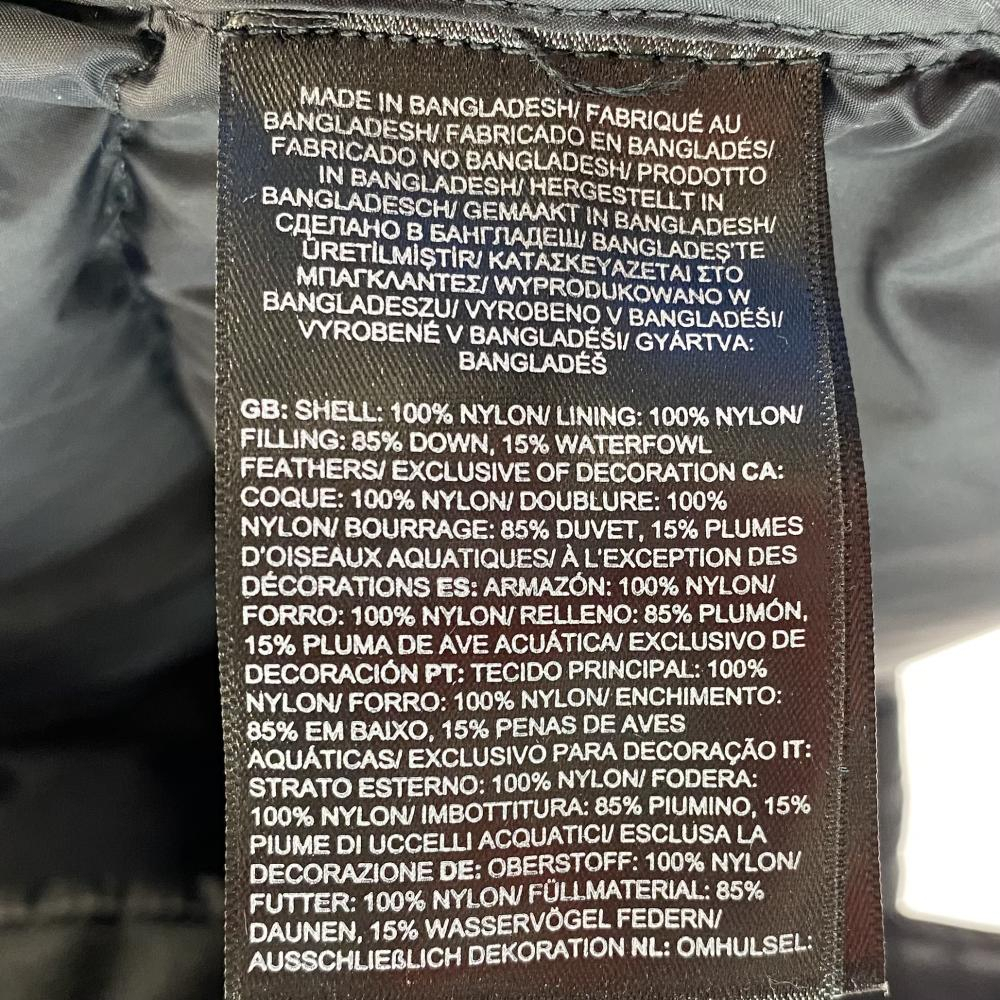 MADE IN BANGLADESH/ FABRIQUÉ AU
BANGLADESH/ FABRICADO EN BANGLADÉS/
FABRICADO NO BANGLADESH/ PRODOTTO
IN BANGLADESH/ HERGESTELLT IN
BANGLADESCH/ GEMAAKT IN BANGLADESH/
СДЕЛАНО В БАНГЛАДЕШ/ BANGLADEŞ'TE
ÜRETİLMİŞTİR/ ΚΑΤΑΣΚΕΥΑΖΕΤΑΙ ΣΤΟ
ΜΠΑΓΚΛΑΝΤΕΣ/ WYPRODUKOWANO W
BANGLADESZU/ VYROBENO V BANGLADÉŠI/
VYROBENÉ V BANGLADÉŠI/ GYÁRTVA:
BANGLADÉŠ
GB: SHELL: 100% NYLON/ LINING: 100% NYLON/
FILLING: 85% DOWN, 15% WATERFOWL
FEATHERS/ EXCLUSIVE OF DECORATION CA:
COQUE: 100% NYLON/ DOUBLURE: 100%
NYLON/ BOURRAGE: 85% DUVET, 15% PLUMES
D'OISEAUX AQUATIQUES/ À L'EXCEPTION DES
DÉCORATIONS ES: ARMAZÓN: 100% NYLON/
FORRO: 100% NYLON/ RELLENO: 85% PLUMÓN,
15% PLUMA DE AVE ACUÁTICA/ EXCLUSIVO DE
DECORACIÓN PT: TECIDO PRINCIPAL: 100%
NYLON/ FORRO: 100% NYLON/ ENCHIMENTO:
85% EM BAIXO, 15% PENAS DE AVES
AQUÁTICAS/ EXCLUSIVO PARA DECORAÇÃO IT:
STRATO ESTERNO: 100% NYLON/ FODERA:
100% NYLON/ IMBOTTITURA: 85% PIUMINO, 15%
PIUME DI UCCELLI ACQUATICI/ ESCLUSA LA
DECORAZIONE DE: OBERSTOFF: 100% NYLON/
FUTTER: 100% NYLON/ FÜLLMATERIAL: 85%
DAUNEN, 15% WASSERVÖGEL FEDERN/
AUSSCHLIEßLICH DEKORATION NL: OMHULSEL: